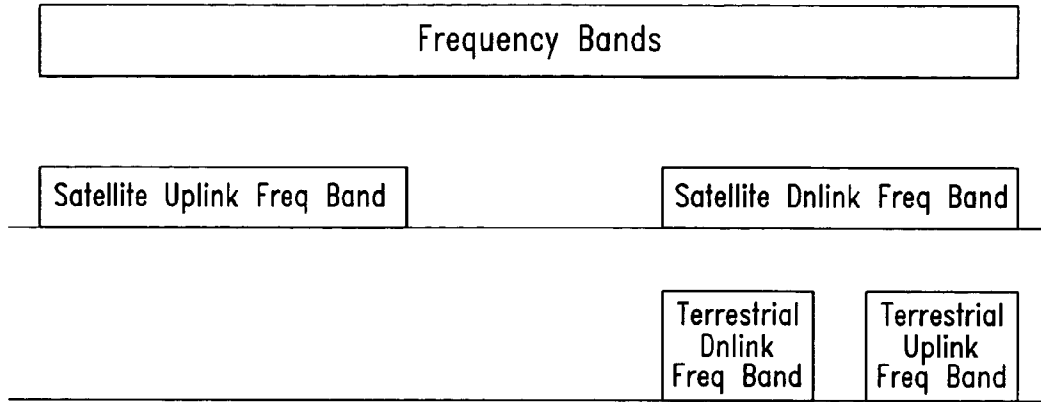 Frequency Bands
Satellite Uplink Freq Band
Satellite Dnlink Freq Band
Terrestrial
Dnlink
Freq Band
Terrestrial
Uplink
Freq Band